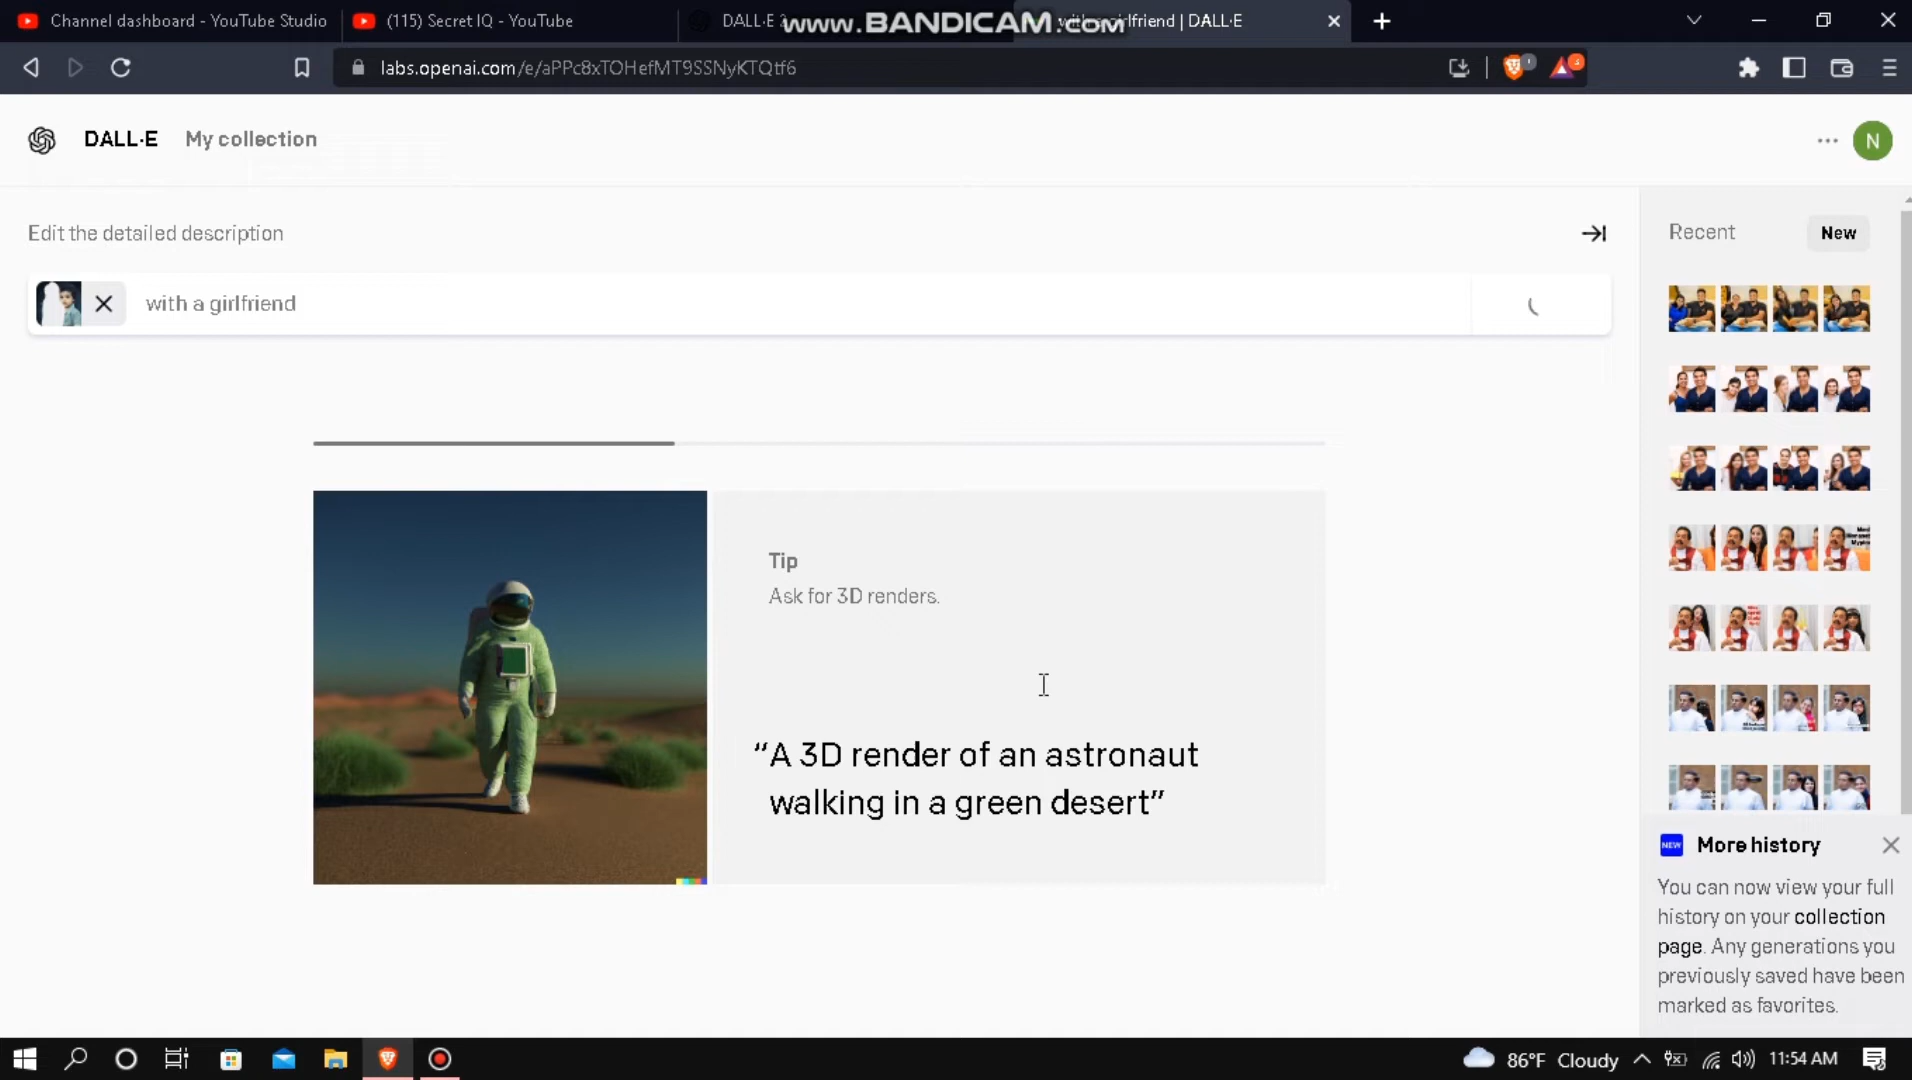 Channel dashboard - YouTube Studio
(115) Secret IQ - YouTube
DALL·E 2
www.BANDICAM.com
girlfriend | DALL·E
labs.openai.com/e/aPPc8xTOHefMT9SSNyKTQtf6
DALL·E
My collection
N
Edit the detailed description
with a girlfriend
Recent
New
Tip
Ask for 3D renders.
“A 3D render of an astronaut
walking in a green desert”
NEW
More history
You can now view your full
history on your collection
page. Any generations you
previously saved have been
marked as favorites.
86°F Cloudy
11:54 AM